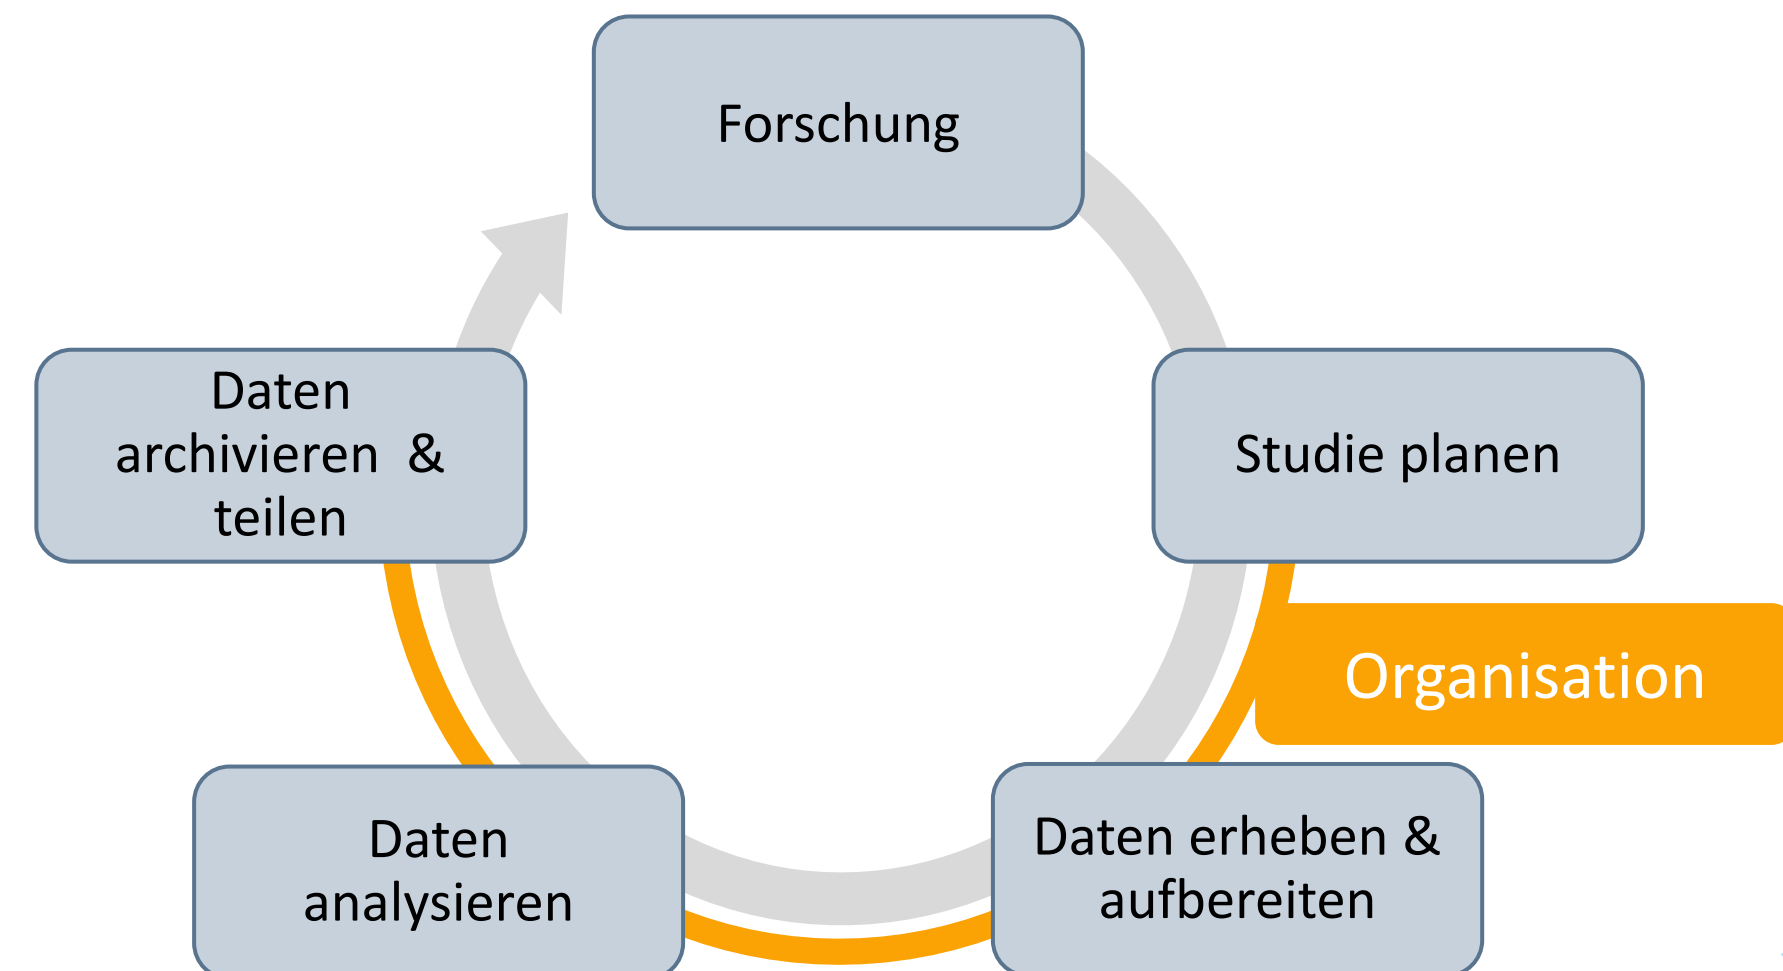 Forschung
Studie planen
Organisation
Daten erheben &
aufbereiten
Daten
analysieren
Daten
archivieren &
teilen